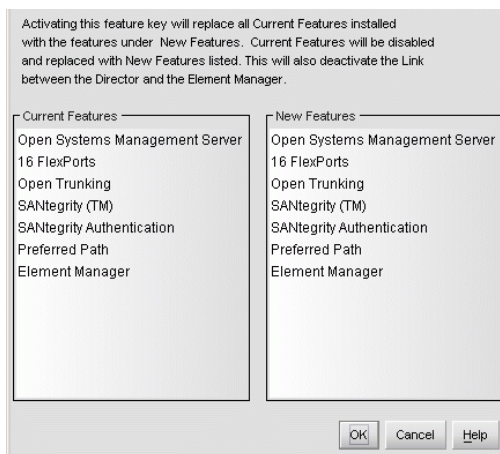 Activating this feature key will replace all Current Features installed
with the features under New Features. Current Features will be disabled
and replaced with New Features listed. This will also deactivate the Link
between the Director and the Element Manager.
Current Features
Open Systems Management Server
16 FlexPorts
Open Trunking
SANtegrity (TM)
SANtegrity Authentication
Preferred Path
Element Manager
New Features
Open Systems Management Server
16 FlexPorts
Open Trunking
SANtegrity (TM)
SANtegrity Authentication
Preferred Path
Element Manager
OK Cancel Help